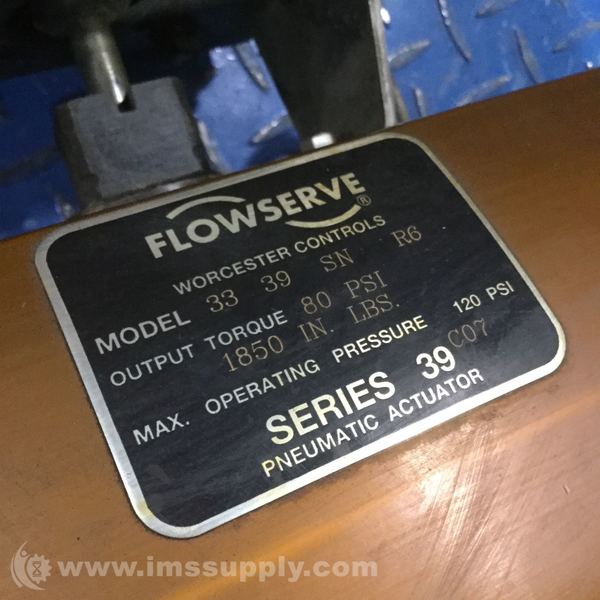 FLOWSERVE®
WORCESTER CONTROLS
MODEL 33 39 SN R6
OUTPUT TORQUE 80 PSI
1850 IN. LBS.
MAX. OPERATING PRESSURE 120 PSI
SERIES 39 C07
PNEUMATIC ACTUATOR
www.imssupply.com